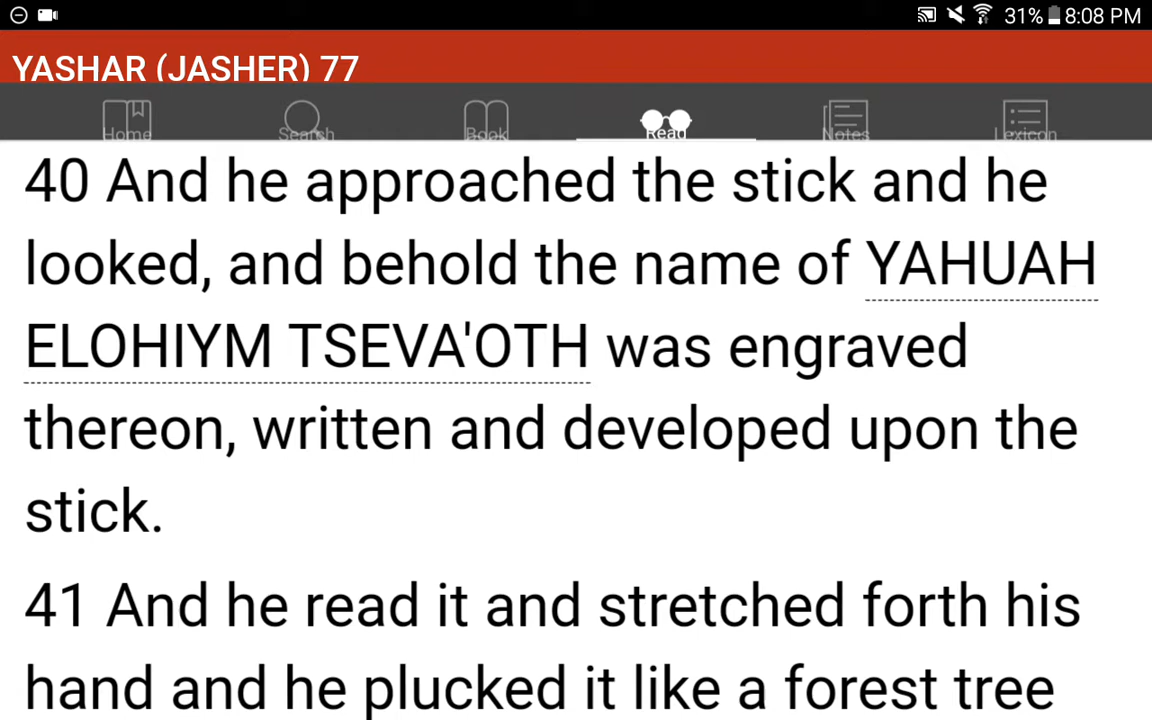 31% 8:08 PM
YASHAR (JASHER) 77
Home Search Book Read Notes Lexicon
40 And he approached the stick and he
looked, and behold the name of YAHUAH
ELOHIYM TSEVA'OTH was engraved
thereon, written and developed upon the
stick.
41 And he read it and stretched forth his
hand and he plucked it like a forest tree